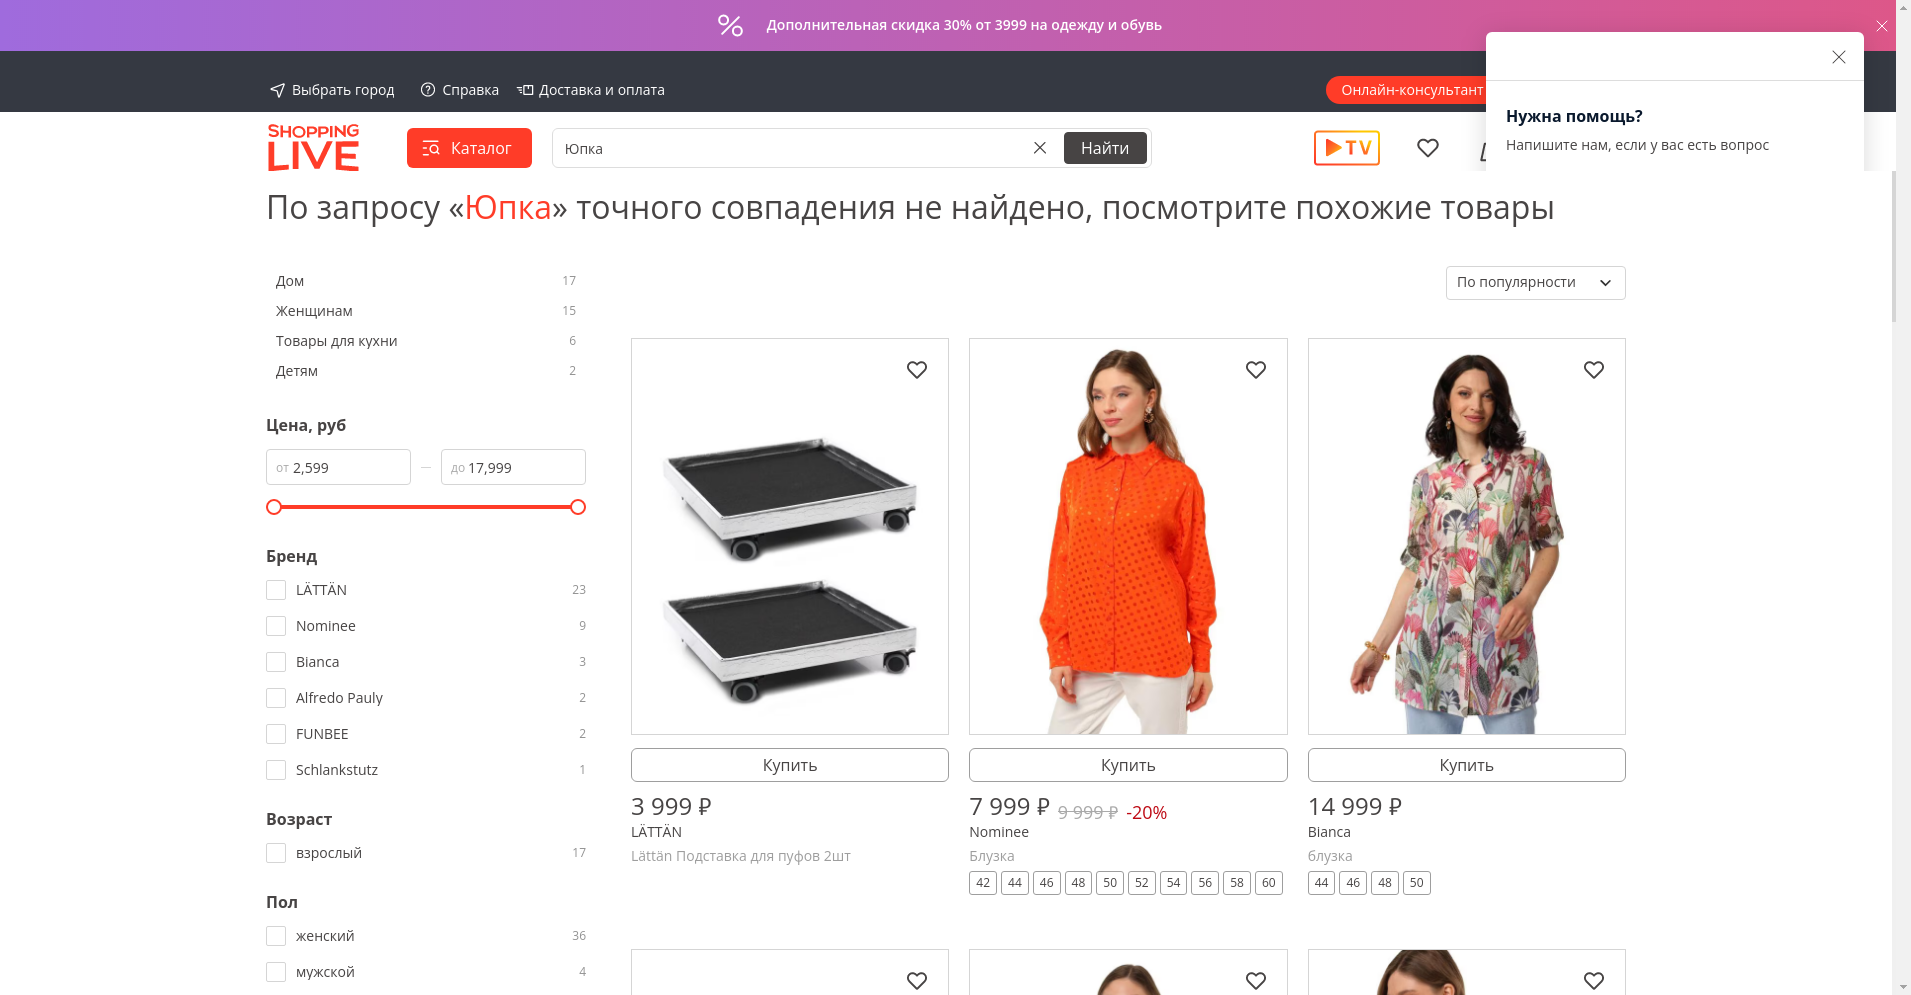 Дополнительная скидка 30% от 3999 на одежду и обувь
Выбрать город
Справка
Доставка и оплата
Онлайн-консультант
Нужна помощь?
Напишите нам, если у вас есть вопрос
SHOPPING
LIVE
Каталог
Юпка
Найти
TV
По запросу «Юпка» точного совпадения не найдено, посмотрите похожие товары
Дом 17
Женщинам 15
Товары для кухни 6
Детям 2
Цена, руб
от 2,599 — до 17,999
Бренд
LÄTTÄN 23
Nominee 9
Bianca 3
Alfredo Pauly 2
FUNBEE 2
Schlankstutz 1
Возраст
взрослый 17
Пол
женский 36
мужской 4
По популярности
Купить
3 999 ₽
LÄTTÄN
Lättän Подставка для пуфов 2шт
Купить
7 999 ₽ 9 999 ₽ -20%
Nominee
Блузка
42 44 46 48 50 52 54 56 58 60
Купить
14 999 ₽
Bianca
блузка
44 46 48 50